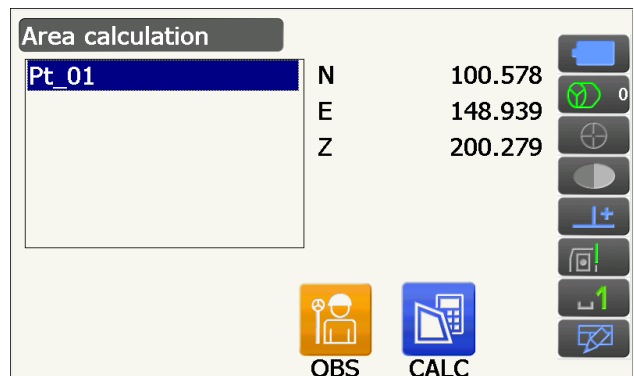 Area calculation
Pt_01
N 100.578
E 148.939
Z 200.279
0
1
OBS CALC